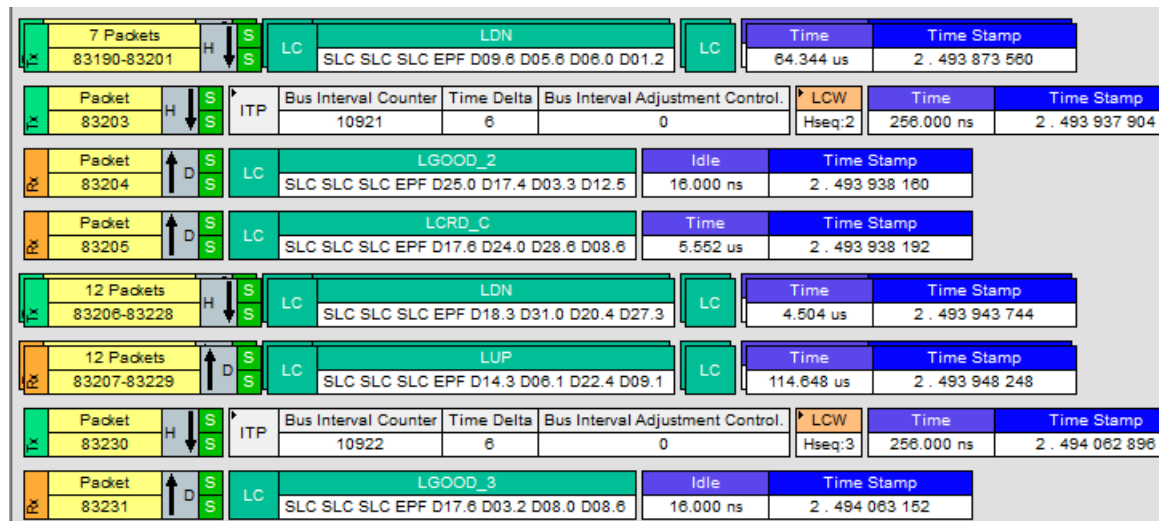 7 Packets H S LDN Time Time Stamp
Tx 83190-83201 S LC SLC SLC SLC EPF D09.6 D05.6 D06.0 D01.2 LC 64.344 us 2 . 493 873 560
Packet H S ITP Bus Interval Counter Time Delta Bus Interval Adjustment Control. LCW Time Time Stamp
Tx 83203 S 10921 6 0 Hseq:2 256.000 ns 2 . 493 937 904
Packet D S LC LGOOD_2 Idle Time Stamp
Rx 83204 S SLC SLC SLC EPF D25.0 D17.4 D03.3 D12.5 16.000 ns 2 . 493 938 160
Packet D S LC LCRD_C Time Time Stamp
Rx 83205 S SLC SLC SLC EPF D17.6 D24.0 D28.6 D08.6 5.552 us 2 . 493 938 192
12 Packets H S LC LDN LC Time Time Stamp
Tx 83206-83228 S SLC SLC SLC EPF D18.3 D31.0 D20.4 D27.3 4.504 us 2 . 493 943 744
12 Packets D S LC LUP LC Time Time Stamp
Rx 83207-83229 S SLC SLC SLC EPF D14.3 D06.1 D22.4 D09.1 114.648 us 2 . 493 948 248
Packet H S ITP Bus Interval Counter Time Delta Bus Interval Adjustment Control. LCW Time Time Stamp
Tx 83230 S 10922 6 0 Hseq:3 256.000 ns 2 . 494 062 896
Packet D S LC LGOOD_3 Idle Time Stamp
Rx 83231 S SLC SLC SLC EPF D17.6 D03.2 D08.0 D08.6 16.000 ns 2 . 494 063 152